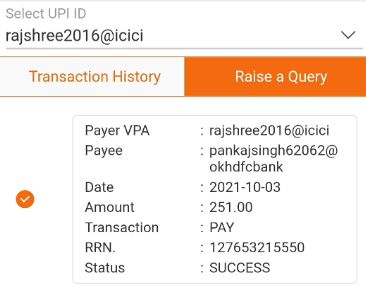 Select UPI ID
rajshree2016@icici
Transaction History Raise a Query
Payer VPA : rajshree2016@icici
Payee : pankajsingh62062@
okhdfcbank
Date : 2021-10-03
Amount : 251.00
Transaction : PAY
RRN. : 127653215550
Status : SUCCESS